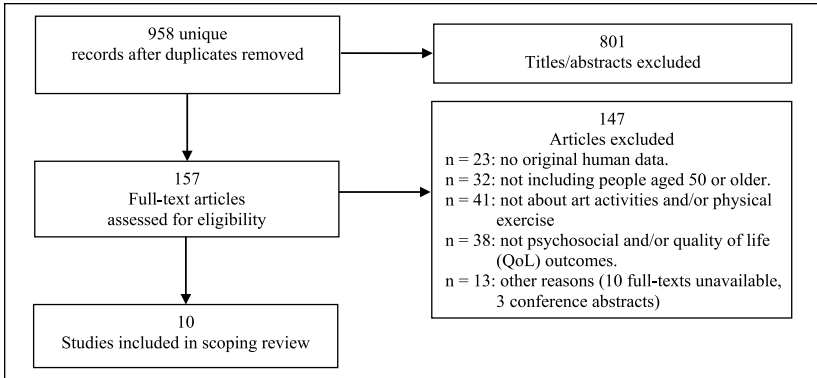 958 unique
records after duplicates removed
801
Titles/abstracts excluded
157
Full-text articles
assessed for eligibility
147
Articles excluded
n = 23: no original human data.
n = 32: not including people aged 50 or older.
n = 41: not about art activities and/or physical
exercise
n = 38: not psychosocial and/or quality of life
(QoL) outcomes.
n = 13: other reasons (10 full-texts unavailable,
3 conference abstracts)
10
Studies included in scoping review